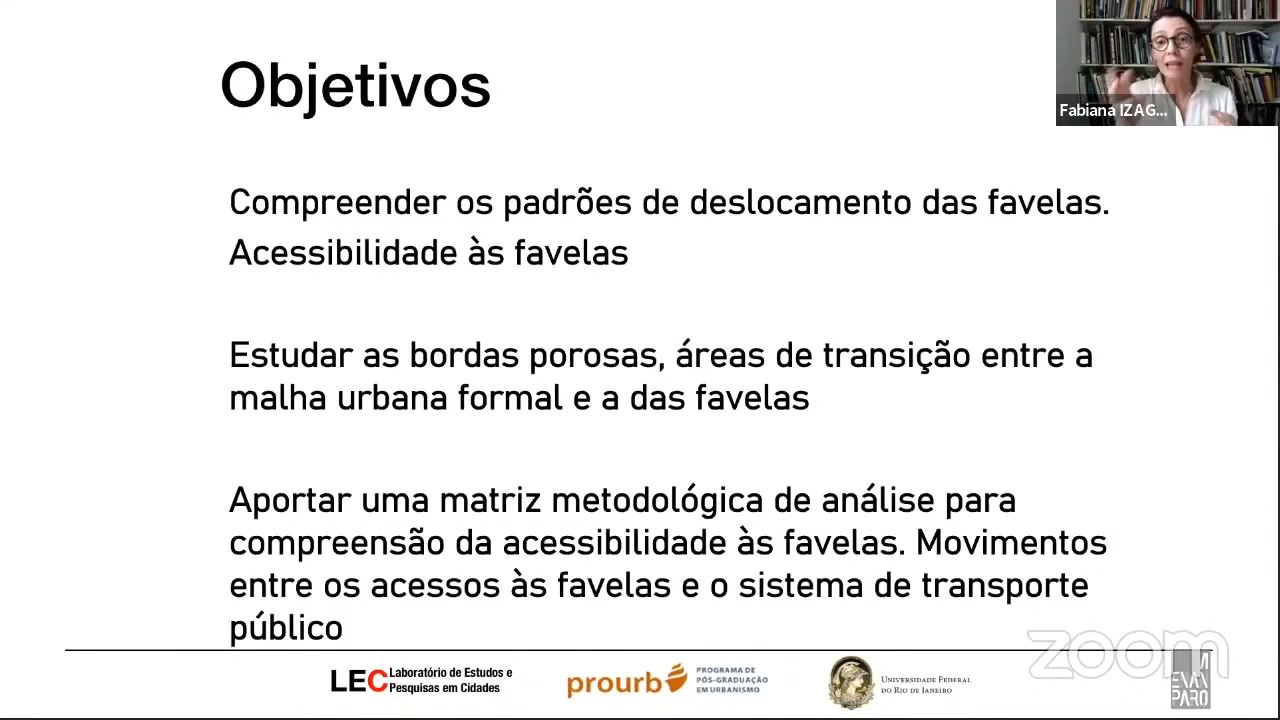 Objetivos
Fabiana IZAG...
Compreender os padrões de deslocamento das favelas.
Acessibilidade às favelas
Estudar as bordas porosas, áreas de transição entre a
malha urbana formal e a das favelas
Aportar uma matriz metodológica de análise para
compreensão da acessibilidade às favelas. Movimentos
entre os acessos às favelas e o sistema de transporte
público
zoom
LEC Laboratório de Estudos e
Pesquisas em Cidades
prourb
PROGRAMA DE
PÓS-GRADUAÇÃO
EM URBANISMO
UNIVERSIDADE FEDERAL
DO RIO DE JANEIRO